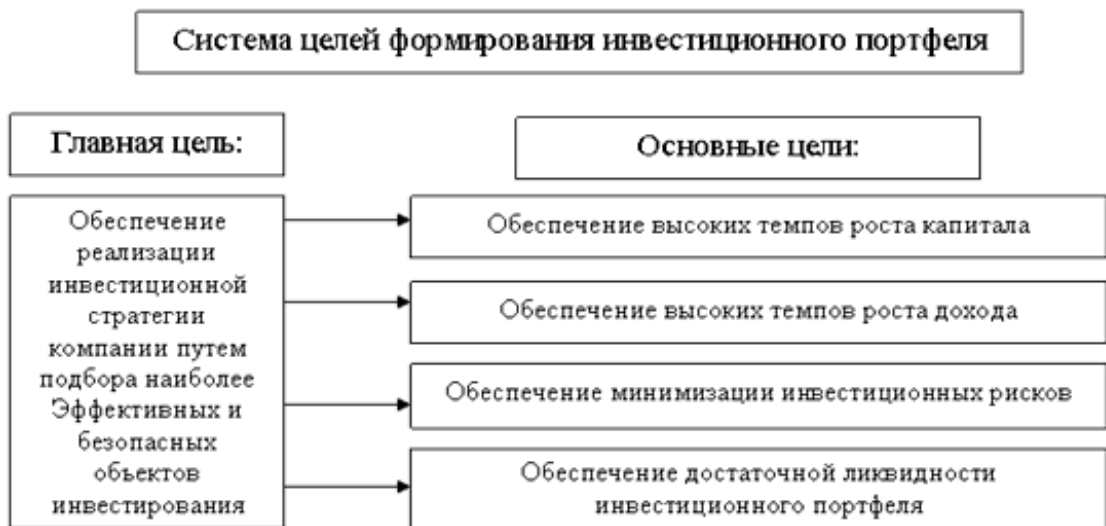 Система целей формирования инвестиционного портфеля
Главная цель:
Основные цели:
Обеспечение
реализации
инвестиционной
стратегии
компании путем
подбора наиболее
Эффективных и
безопасных
обьектов
инвестирования
Обеспечение высоких темпов роста капитала
Обеспечение высоких темпов роста дохода
Обеспечение минимизации инвестиционных рисков
Обеспечение достаточной ликвидности
инвестиционного портфеля